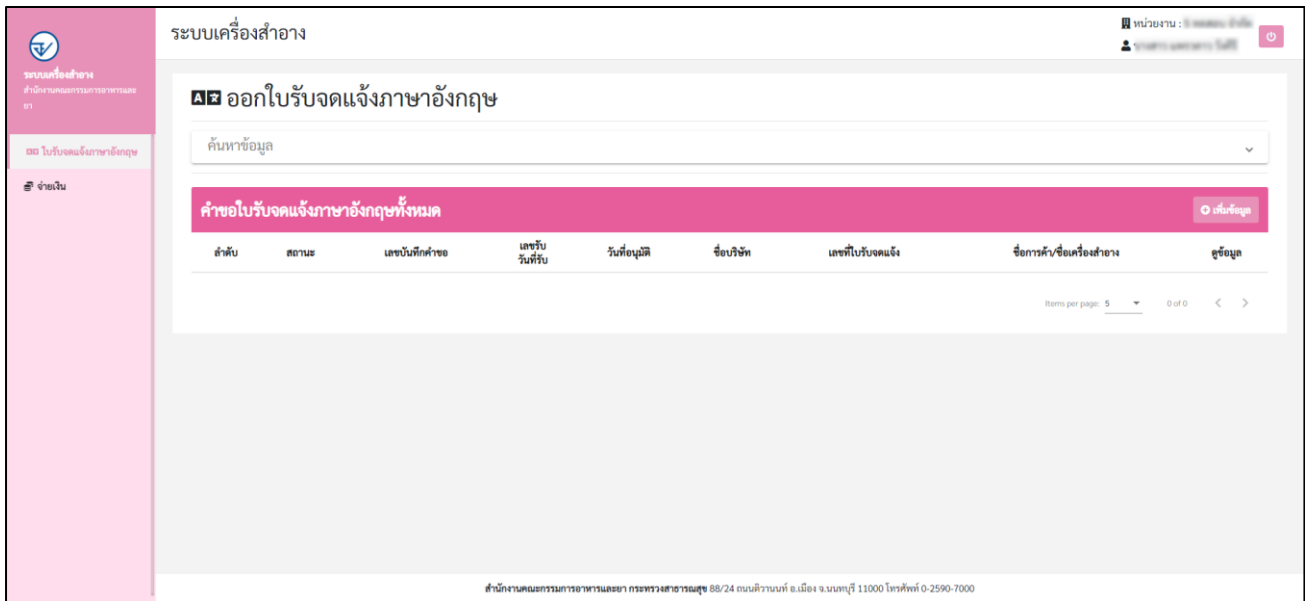 ระบบเครื่องสำอาง
สำนักงานคณะกรรมการอาหารและ
ยา
ใบรับจดแจ้งภาษาอังกฤษ
จ่ายเงิน
ระบบเครื่องสำอาง
หน่วยงาน :
ออกใบรับจดแจ้งภาษาอังกฤษ
ค้นหาข้อมูล
คำขอใบรับจดแจ้งภาษาอังกฤษทั้งหมด
เพิ่มข้อมูล
ลำดับ สถานะ เลขบันทึกคำขอ เลขรับ วันที่อนุมัติ ชื่อบริษัท เลขที่ใบรับจดแจ้ง ชื่อการค้า/ชื่อเครื่องสำอาง ดูข้อมูล
วันที่รับ
Items per page: 5 0 of 0
สำนักงานคณะกรรมการอาหารและยา กระทรวงสาธารณสุข 88/24 ถนนติวานนท์ อ.เมือง จ.นนทบุรี 11000 โทรศัพท์ 0-2590-7000